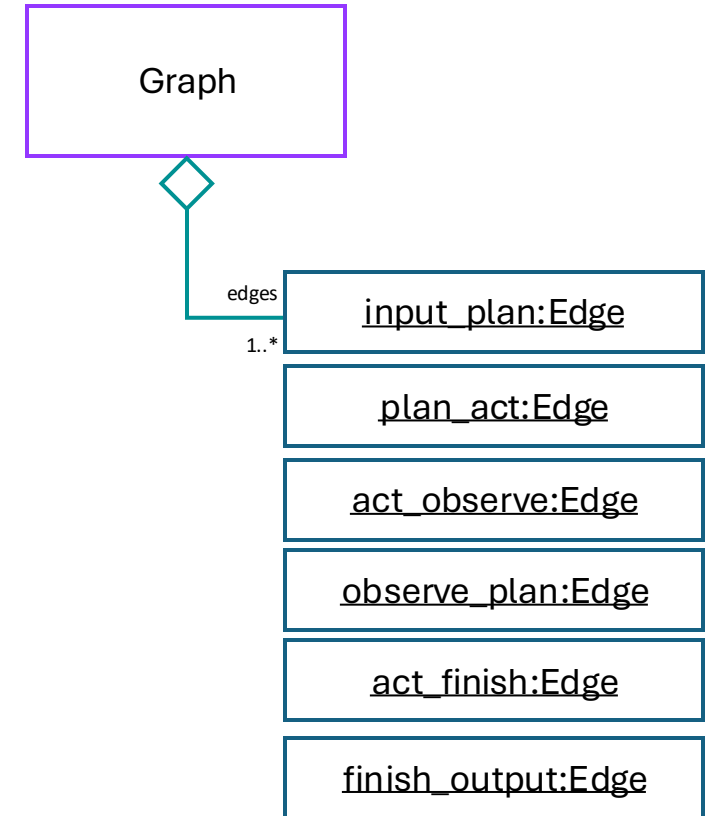 Graph
edges
1..*
input_plan:Edge
plan_act:Edge
act_observe:Edge
observe_plan:Edge
act_finish:Edge
finish_output:Edge